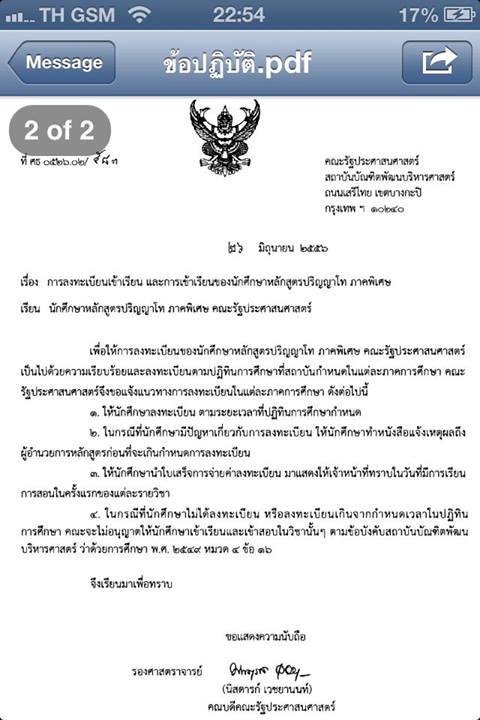 TH GSM 22:54 17%
Message ข้อปฏิบัติ.pdf
2 of 2
ที่ ศธ ๐๕๒๖.๐๒/
คณะรัฐประศาสนศาสตร์
สถาบันบัณฑิตพัฒนบริหารศาสตร์
ถนนเสรีไทย เขตบางกะปิ
กรุงเทพ ฯ ๑๐๒๔๐
๒๖ มิถุนายน ๒๕๕๖
เรื่อง การลงทะเบียนเข้าเรียน และการเข้าเรียนของนักศึกษาหลักสูตรปริญญาโท ภาคพิเศษ
เรียน นักศึกษาหลักสูตรปริญญาโท ภาคพิเศษ คณะรัฐประศาสนศาสตร์
เพื่อให้การลงทะเบียนของนักศึกษาหลักสูตรปริญญาโท ภาคพิเศษ คณะรัฐประศาสนศาสตร์
เป็นไปด้วยความเรียบร้อยและลงทะเบียนตามปฏิทินการศึกษาที่สถาบันกำหนดในแต่ละภาคการศึกษา คณะ
รัฐประศาสนศาสตร์จึงขอแจ้งแนวทางการลงทะเบียนในแต่ละภาคการศึกษา ดังต่อไปนี้
๑. ให้นักศึกษาลงทะเบียน ตามระยะเวลาที่ปฏิทินการศึกษากำหนด
๒. ในกรณีที่นักศึกษามีปัญหาเกี่ยวกับการลงทะเบียน ให้นักศึกษาทำหนังสือแจ้งเหตุผลถึง
ผู้อำนวยการหลักสูตรก่อนที่จะเกินกำหนดการลงทะเบียน
๓. ให้นักศึกษานำใบเสร็จการจ่ายค่าลงทะเบียน มาแสดงให้เจ้าหน้าที่ทราบในวันที่มีการเรียน
การสอนในครั้งแรกของแต่ละรายวิชา
๔. ในกรณีที่นักศึกษาไม่ได้ลงทะเบียน หรือลงทะเบียนเกินจากกำหนดเวลาในปฏิทิน
การศึกษา คณะจะไม่อนุญาตให้นักศึกษาเข้าเรียนและเข้าสอบในวิชานั้นๆ ตามข้อบังคับสถาบันบัณฑิตพัฒน
บริหารศาสตร์ ว่าด้วยการศึกษา พ.ศ. ๒๕๔๙ หมวด ๔ ข้อ ๑๖
จึงเรียนมาเพื่อทราบ
ขอแสดงความนับถือ
รองศาสตราจารย์
(นิสดารก์ เวชยานนท์)
คณบดีคณะรัฐประศาสนศาสตร์